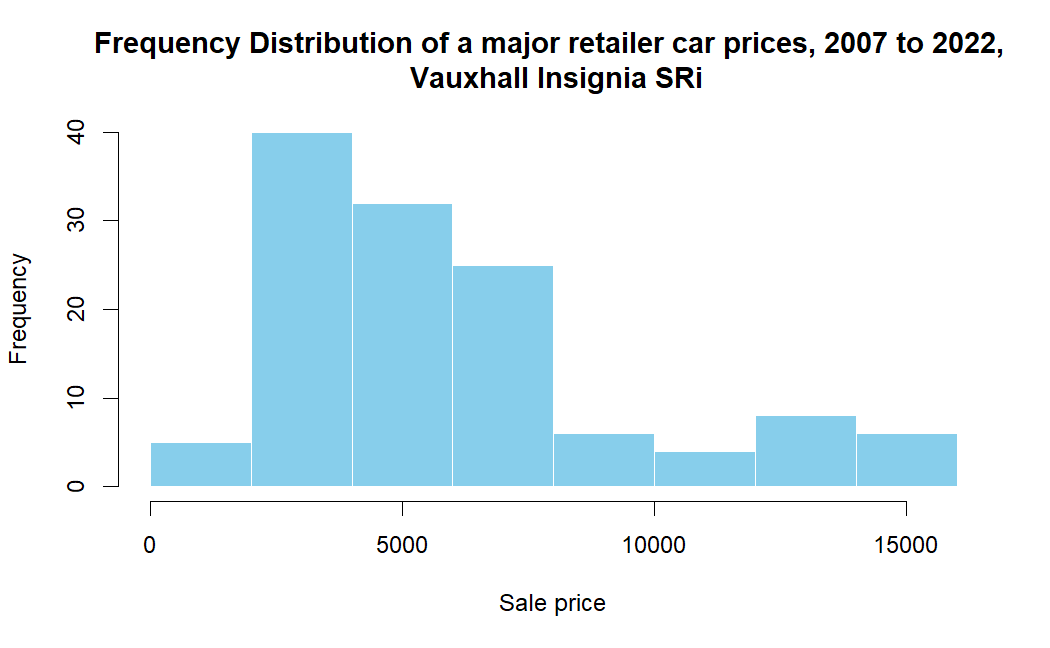 Frequency Distribution of a major retailer car prices, 2007 to 2022,
Vauxhall Insignia SRi
40
30
20
10
0
Frequency
0 5000 10000 15000
Sale price